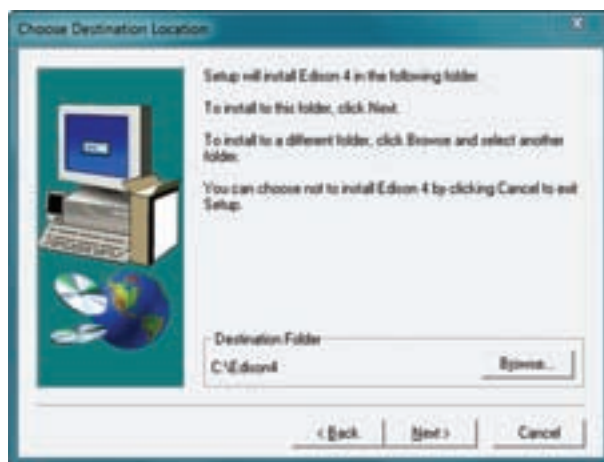 Choose Destination Location
Setup will install Edison 4 in the following folder.
To install to this folder, click Next.
To install to a different folder, click Browse and select another
folder.
You can choose not to install Edison 4 by clicking Cancel to exit
Setup.
Destination Folder
C:\Edison4
Browse...
< Back
Next >
Cancel